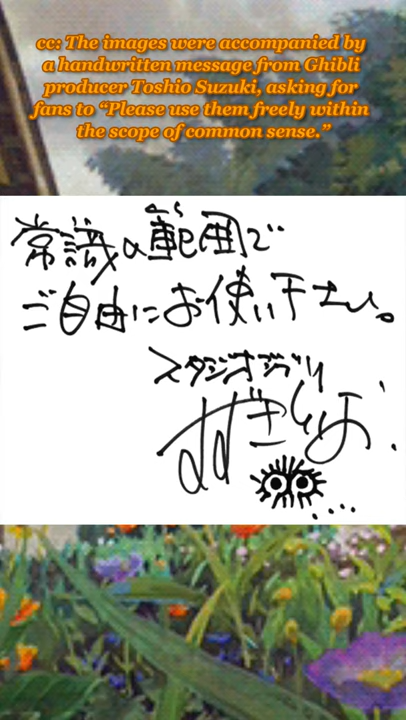 cc: The images were accompanied by
a handwritten message from Ghibli
producer Toshio Suzuki, asking for
fans to “Please use them freely within
the scope of common sense.”
常識の範囲で
ご自由にお使い下さい。
スタジオジブリ
すずきとしお